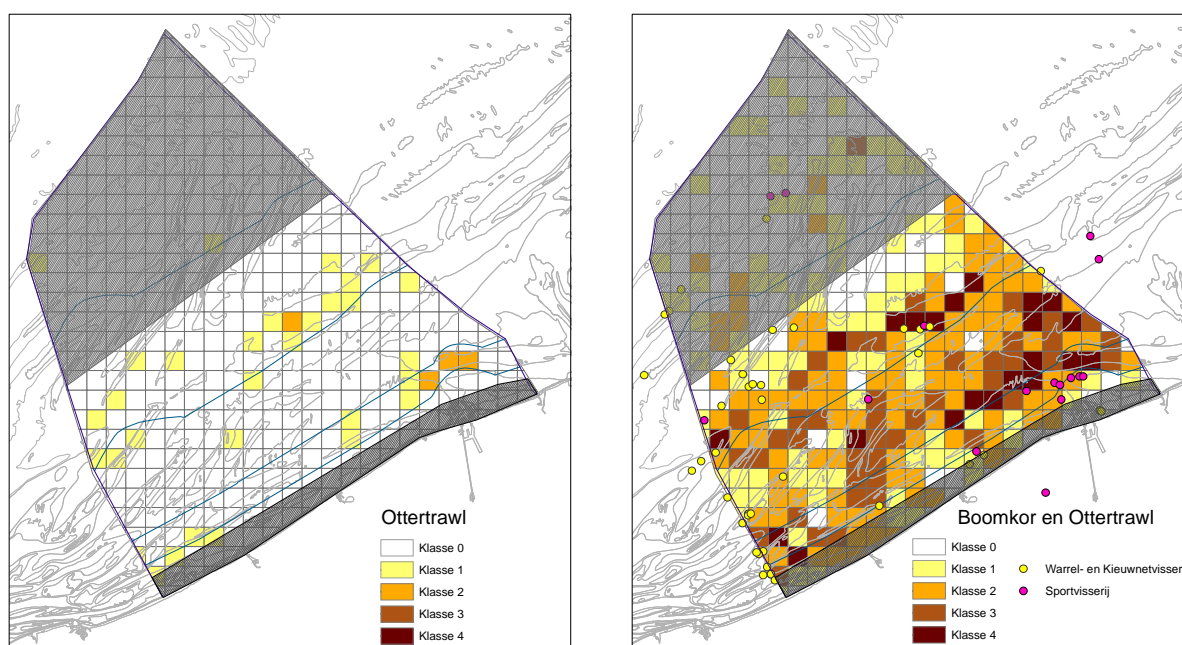 Ottertrawl
Klasse 0
Klasse 1
Klasse 2
Klasse 3
Klasse 4
Boomkor en Ottertrawl
Klasse 0
Klasse 1
Klasse 2
Klasse 3
Klasse 4
Warrel- en Kieuwnetvisser
Sportvisserij